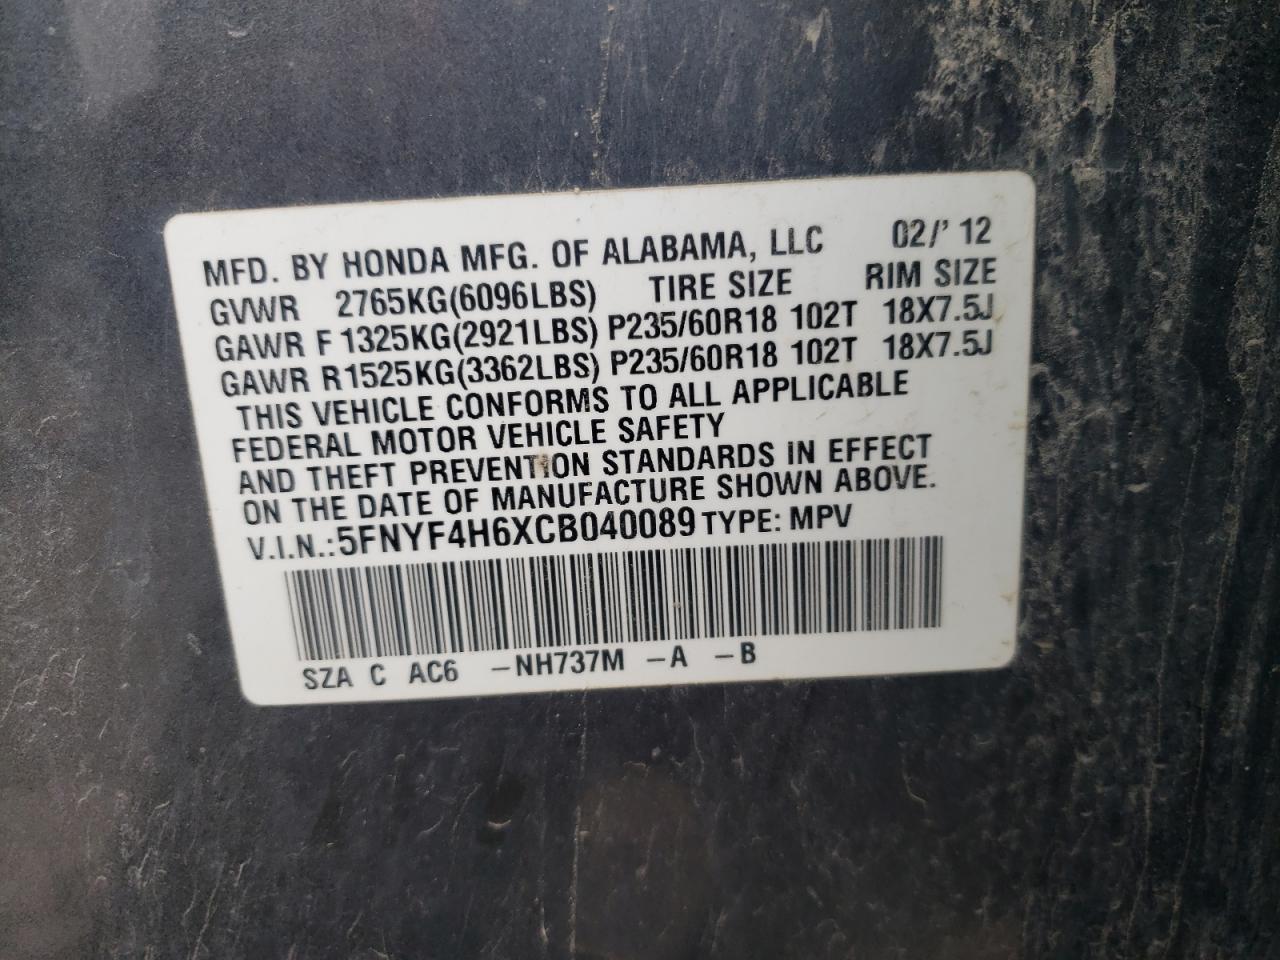 MFD. BY HONDA MFG. OF ALABAMA, LLC 02/' 12
GVWR 2765KG(6096LBS) TIRE SIZE RIM SIZE
GAWR F 1325KG(2921LBS) P235/60R18 102T 18X7.5J
GAWR R1525KG(3362LBS) P235/60R18 102T 18X7.5J
THIS VEHICLE CONFORMS TO ALL APPLICABLE
FEDERAL MOTOR VEHICLE SAFETY
AND THEFT PREVENTION STANDARDS IN EFFECT
ON THE DATE OF MANUFACTURE SHOWN ABOVE.
V.I.N.:5FNYF4H6XCB040089 TYPE: MPV
SZA C AC6 -NH737M -A -B